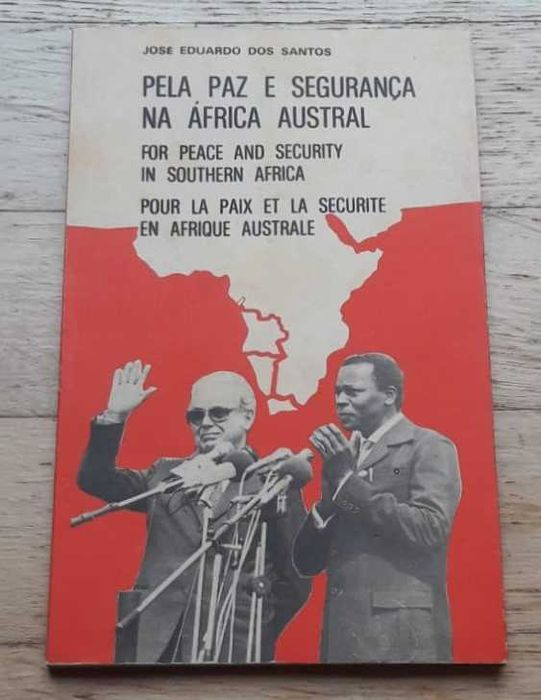 JOSE EDUARDO DOS SANTOS
PELA PAZ E SEGURANÇA
NA ÁFRICA AUSTRAL
FOR PEACE AND SECURITY
IN SOUTHERN AFRICA
POUR LA PAIX ET LA SECURITE
EN AFRIQUE AUSTRALE